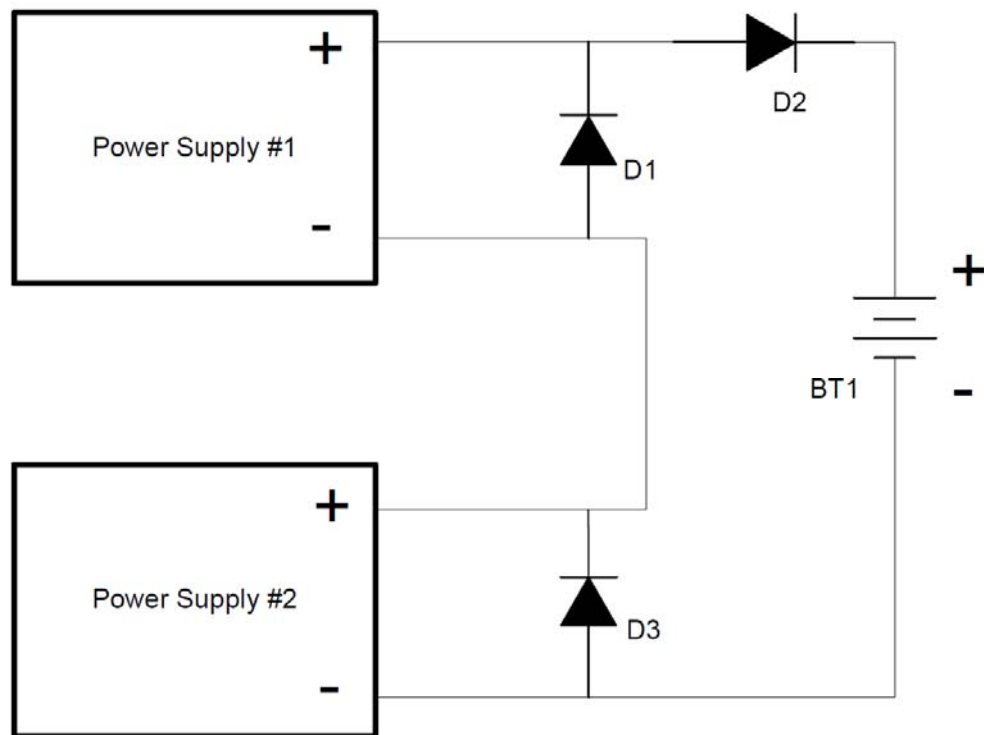 +
D2
Power Supply #1
D1
-
+
BT1
-
+
Power Supply #2
D3
-